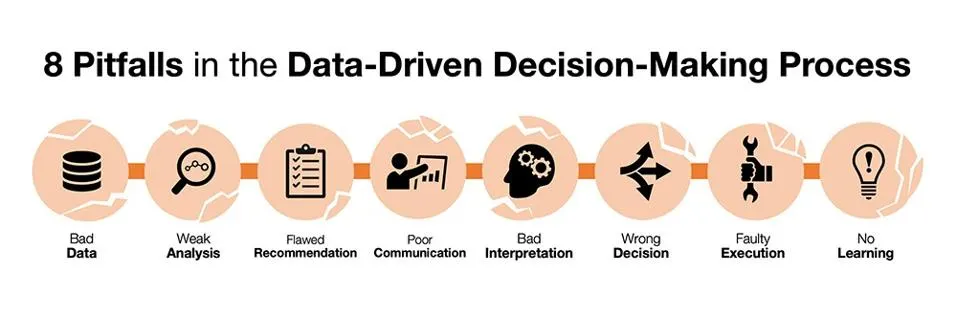 8 Pitfalls in the Data-Driven Decision-Making Process
Bad
Data
Weak
Analysis
Flawed
Recommendation
Poor
Communication
Bad
Interpretation
Wrong
Decision
Faulty
Execution
No
Learning